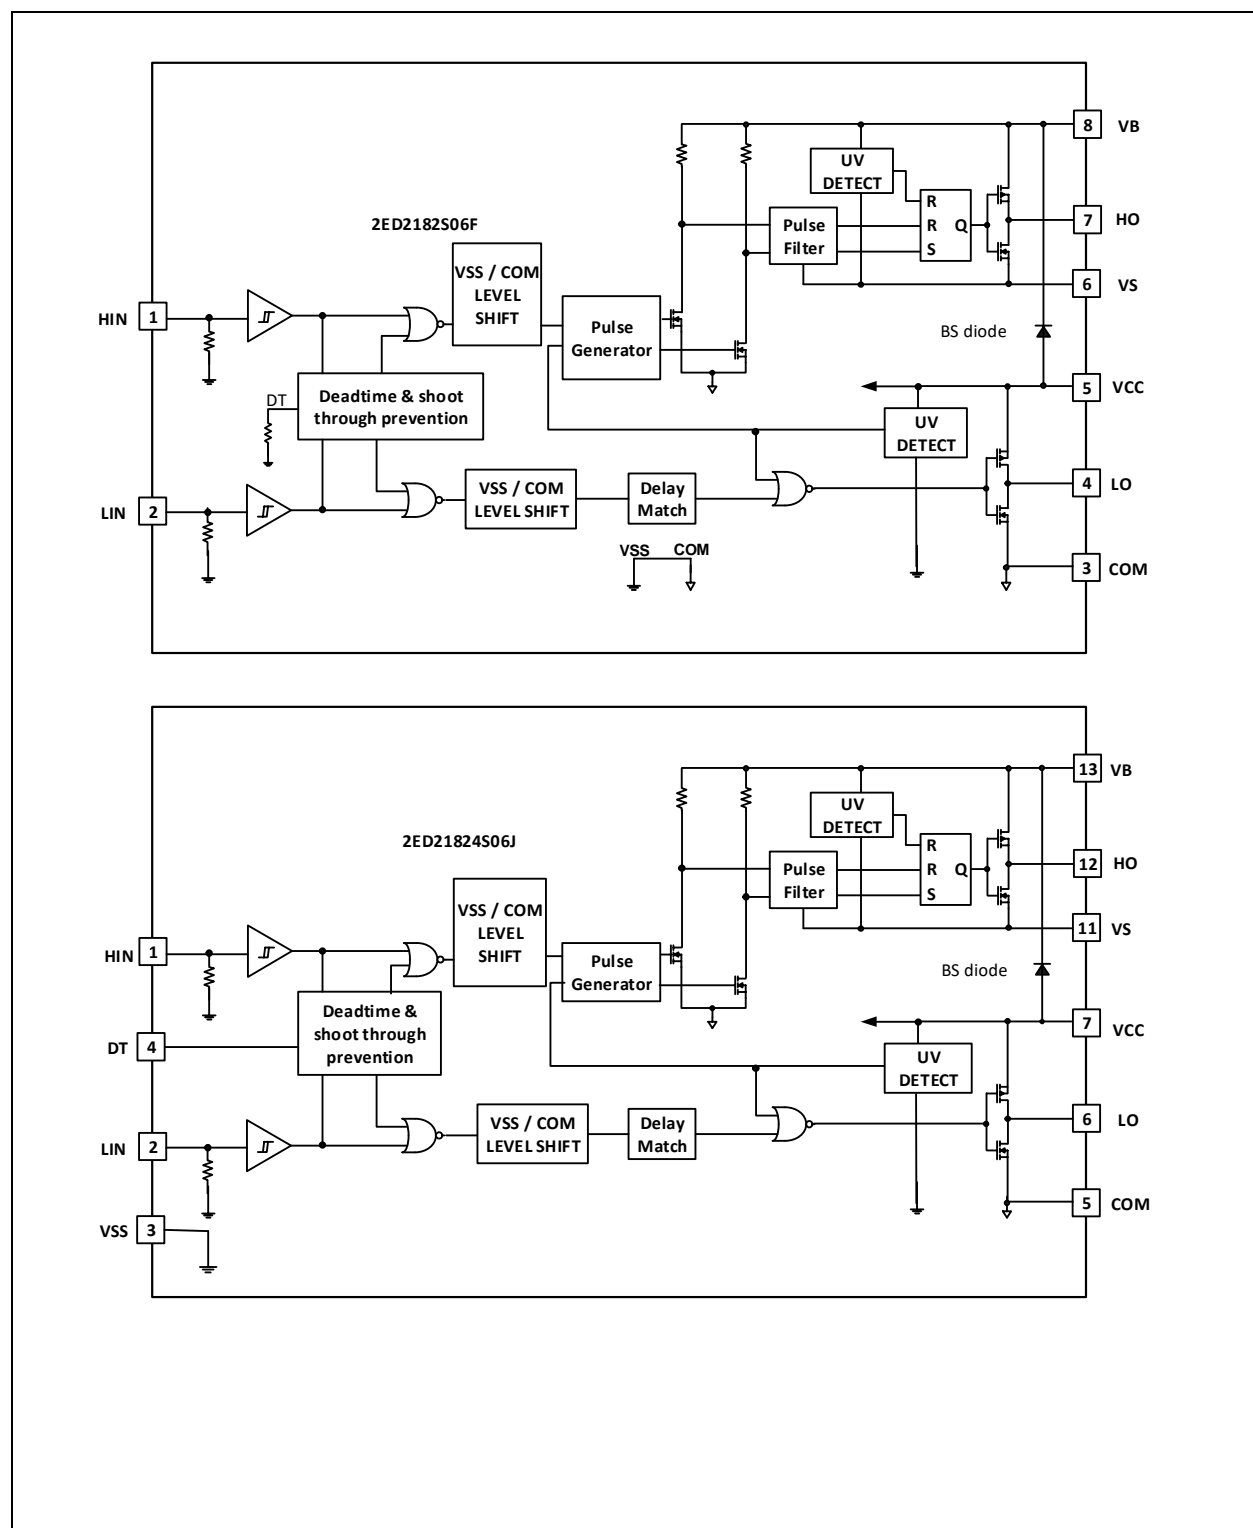 8
VB
UV
DETECT
R
R
S
Q
7
HO
Pulse
Filter
2ED2182S06F
VSS / COM
LEVEL
SHIFT
6
VS
HIN
1
Pulse
Generator
BS diode
DT
Deadtime & shoot
through prevention
5
VCC
UV
DETECT
LIN
2
VSS / COM
LEVEL SHIFT
Delay
Match
4
LO
VSS
COM
3
COM
13
VB
UV
DETECT
R
R
S
Q
12
HO
Pulse
Filter
2ED21824S06J
VSS / COM
LEVEL
SHIFT
11
VS
HIN
1
Pulse
Generator
BS diode
Deadtime &
shoot through
prevention
DT
4
7
VCC
UV
DETECT
LIN
2
VSS / COM
LEVEL SHIFT
Delay
Match
6
LO
VSS
3
5
COM